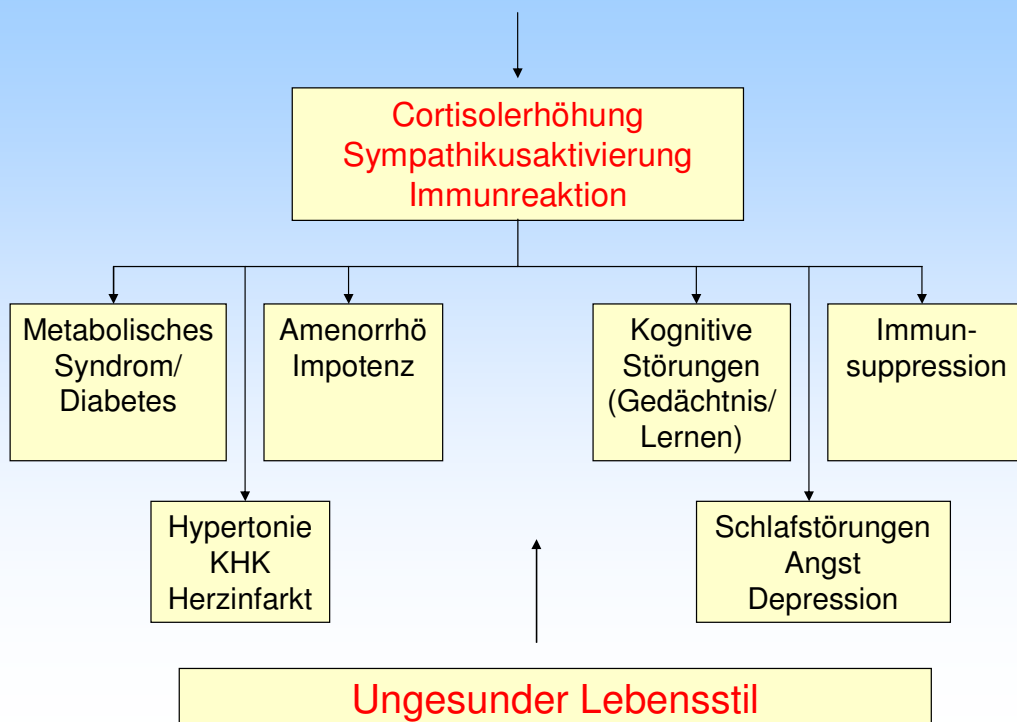 Cortisolerhöhung
Sympathikusaktivierung
Immunreaktion
Metabolisches
Syndrom/
Diabetes
Amenorrhö
Impotenz
Kognitive
Störungen
(Gedächtnis/
Lernen)
Immun-
suppression
Hypertonie
KHK
Herzinfarkt
Schlafstörungen
Angst
Depression
Ungesunder Lebensstil